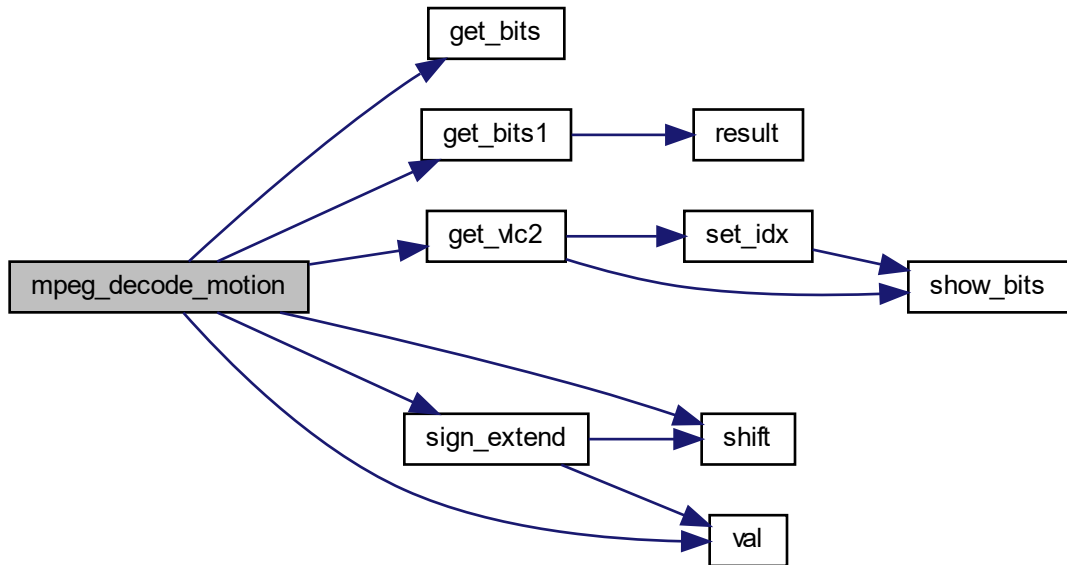 get_bits
get_bits1
result
get_vlc2
set_idx
mpeg_decode_motion
show_bits
sign_extend
shift
val